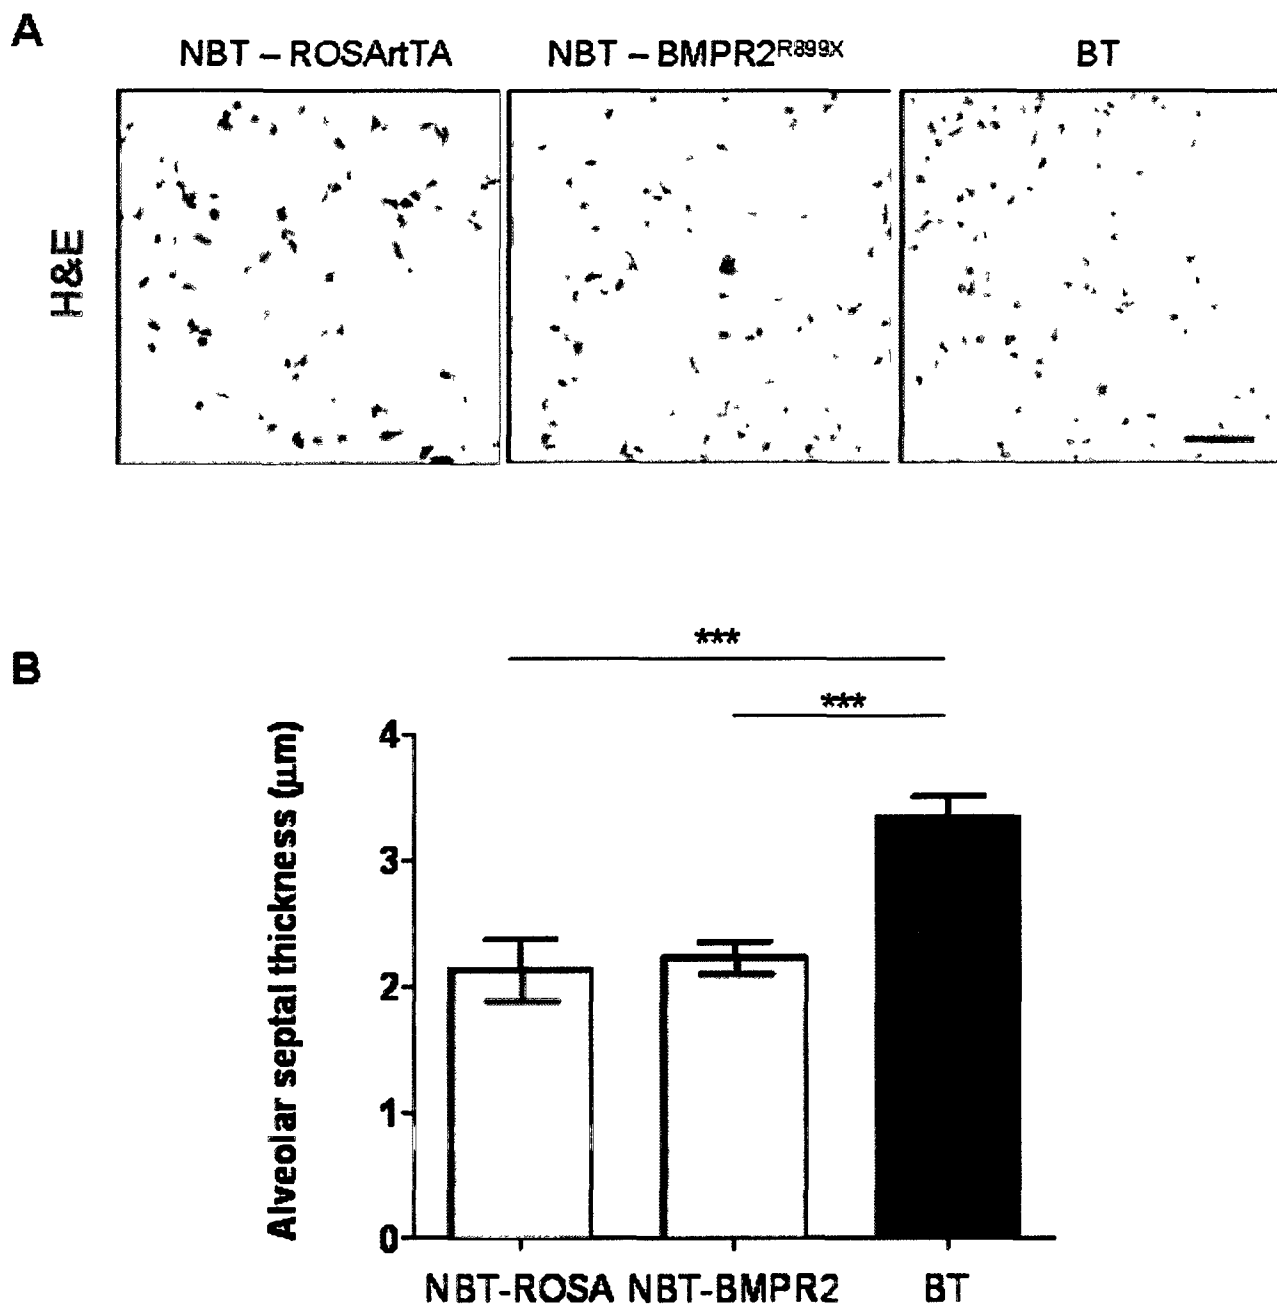 A
NBT – ROSArtTA
NBT – BMPR2R899X
BT
H&E
B
***
***
Alveolar septal thickness (μm)
4
3
2
1
0
NBT-ROSA
NBT-BMPR2
BT